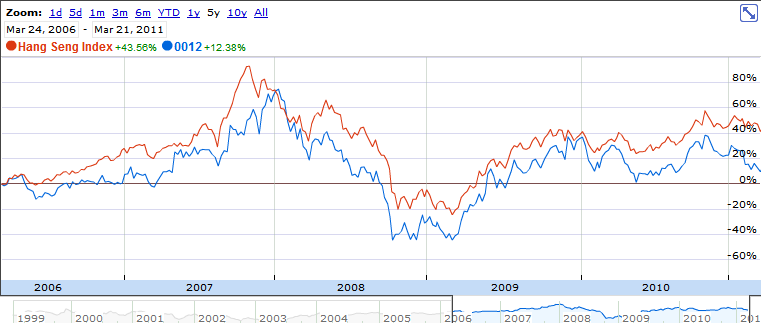 Zoom: 1d 5d 1m 3m 6m YTD 1y 5y 10y All
Mar 24, 2006 - Mar 21, 2011
Hang Seng Index +43.56% 0012 +12.38%
80%
60%
40%
20%
0%
-20%
-40%
-60%
2006 2007 2008 2009 2010
1999 2000 2001 2002 2003 2004 2005 2006 2007 2008 2009 2010 201